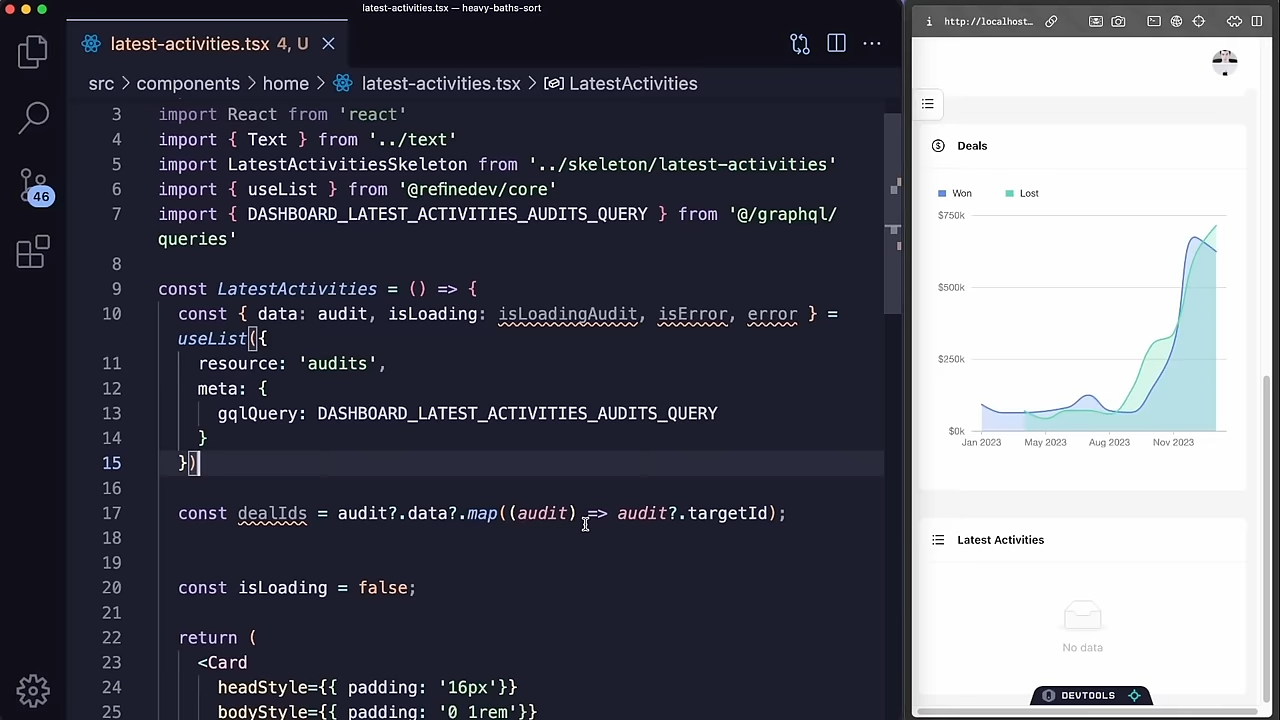 latest-activities.tsx — heavy-baths-sort
latest-activities.tsx 4, U
src > components > home > latest-activities.tsx > LatestActivities
46
3 import React from 'react'
4 import { Text } from '../text'
5 import LatestActivitiesSkeleton from '../skeleton/latest-activities'
6 import { useList } from '@refinedev/core'
7 import { DASHBOARD_LATEST_ACTIVITIES_AUDITS_QUERY } from '@/graphql/
queries'
8
9 const LatestActivities = () => {
10 const { data: audit, isLoading: isLoadingAudit, isError, error } =
useList({
11 resource: 'audits',
12 meta: {
13 gqlQuery: DASHBOARD_LATEST_ACTIVITIES_AUDITS_QUERY
14 }
15 })
16
17 const dealIds = audit?.data?.map((audit) => audit?.targetId);
18
19
20 const isLoading = false;
21
22 return (
23 <Card
24 headStyle={{ padding: '16px'}}
25 bodyStyle={{ padding: '0 1rem'}}
http://localhost...
Deals
Won Lost
$750k
$500k
$250k
$0k
Jan 2023 May 2023 Aug 2023 Nov 2023
Latest Activities
No data
DEVTOOLS